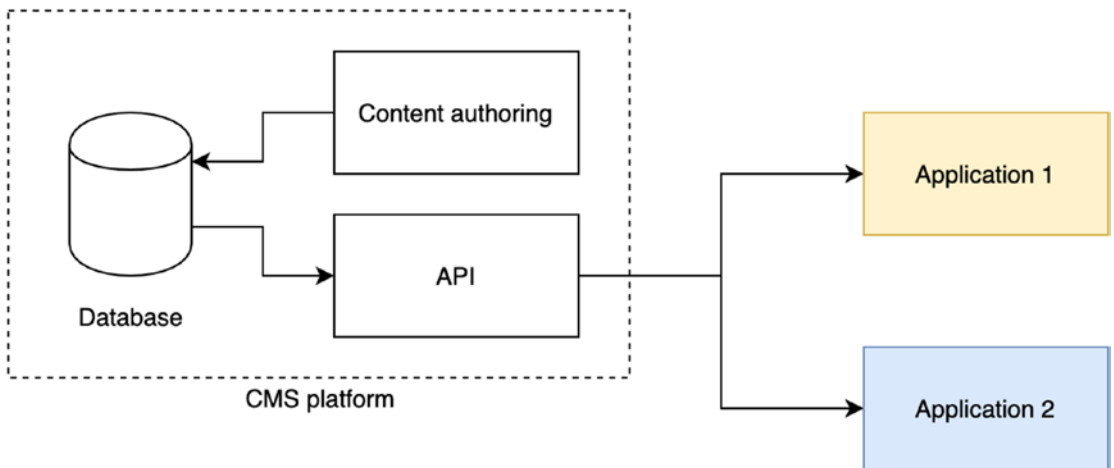 Content authoring
Application 1
API
Database
CMS platform
Application 2